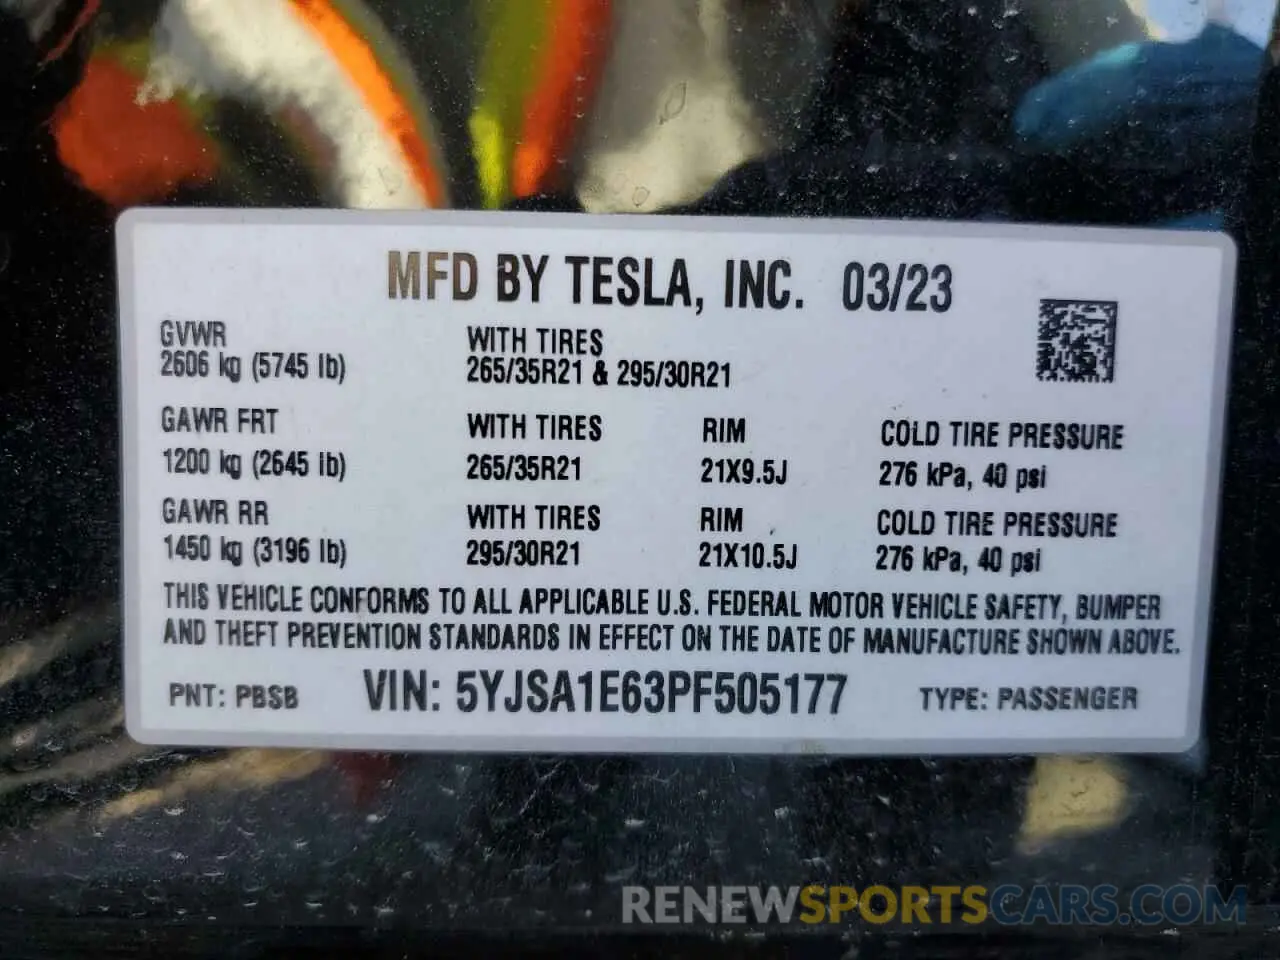 MFD BY TESLA, INC. 03/23
GVWR WITH TIRES
2606 kg (5745 lb) 265/35R21 & 295/30R21
GAWR FRT WITH TIRES RIM COLD TIRE PRESSURE
1200 kg (2645 lb) 265/35R21 21X9.5J 276 kPa, 40 psi
GAWR RR WITH TIRES RIM COLD TIRE PRESSURE
1450 kg (3196 lb) 295/30R21 21X10.5J 276 kPa, 40 psi
THIS VEHICLE CONFORMS TO ALL APPLICABLE U.S. FEDERAL MOTOR VEHICLE SAFETY, BUMPER
AND THEFT PREVENTION STANDARDS IN EFFECT ON THE DATE OF MANUFACTURE SHOWN ABOVE.
PNT: PBSB VIN: 5YJSA1E63PF505177 TYPE: PASSENGER
RENEWSPORTSCARS.COM